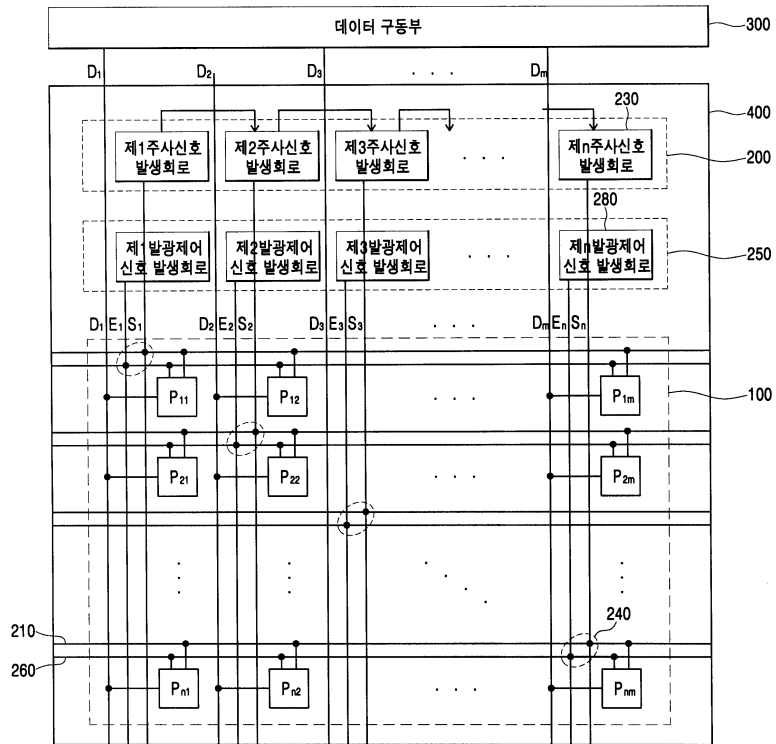 데이터 구동부
300
D1
D2
D3
. . .
Dm
230
400
제1주사신호
발생회로
제2주사신호
발생회로
제3주사신호
발생회로
. . .
제n주사신호
발생회로
200
280
제1발광제어
신호 발생회로
제2발광제어
신호 발생회로
제3발광제어
신호 발생회로
. . .
제n발광제어
신호 발생회로
250
D1 E1 S1
D2 E2 S2
D3 E3 S3
. . .
Dm En Sn
P11
P12
. . .
P1m
100
P21
P22
. . .
P2m
210
240
260
Pn1
Pn2
. . .
Pnm